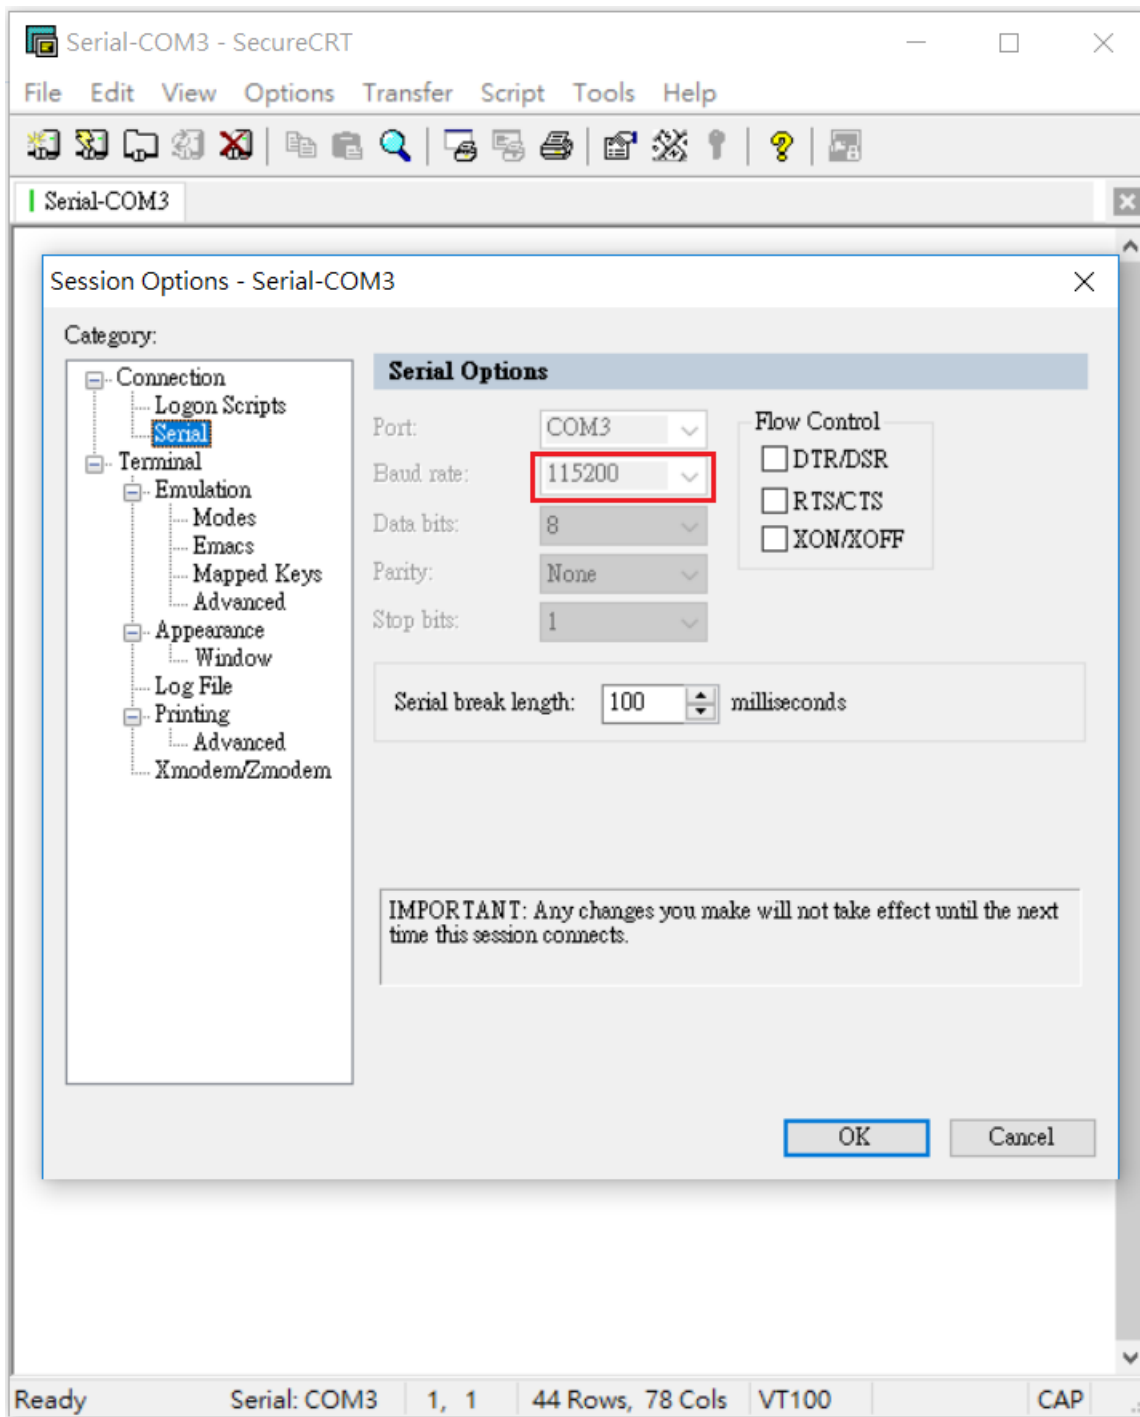 Serial-COM3 - SecureCRT
File Edit View Options Transfer Script Tools Help
Serial-COM3
Session Options - Serial-COM3
Category:
Connection
Logon Scripts
Serial
Terminal
Emulation
Modes
Emacs
Mapped Keys
Advanced
Appearance
Window
Log File
Printing
Advanced
Xmodem/Zmodem
Serial Options
Port: COM3
Baud rate: 115200
Data bits: 8
Parity: None
Stop bits: 1
Flow Control
DTR/DSR
RTS/CTS
XON/XOFF
Serial break length: 100 milliseconds
IMPORTANT: Any changes you make will not take effect until the next
time this session connects.
OK Cancel
Ready Serial: COM3 1, 1 44 Rows, 78 Cols VT100 CAP